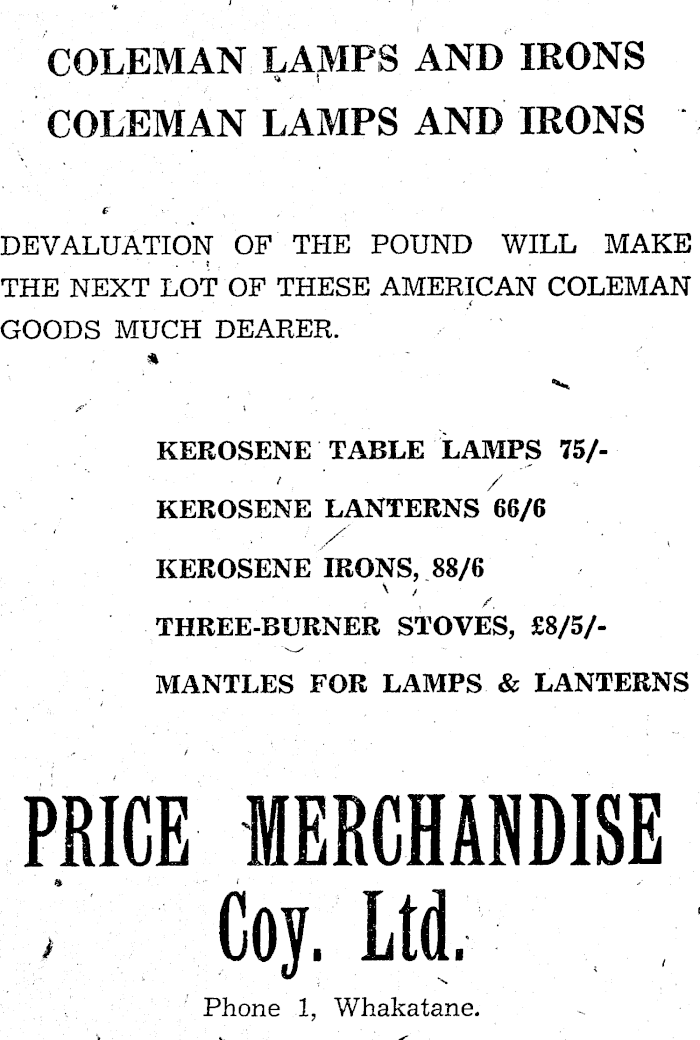 COLEMAN LAMPS AND IRONS
COLEMAN LAMPS AND IRONS
DEVALUATION OF THE POUND WILL MAKE
THE NEXT LOT OF THESE AMERICAN COLEMAN
GOODS MUCH DEARER.
KEROSENE TABLE LAMPS 75/-
KEROSENE LANTERNS 66/6
KEROSENE IRONS, 88/6
THREE-BURNER STOVES, £8/5/-
MANTLES FOR LAMPS & LANTERNS
PRICE MERCHANDISE
Coy. Ltd.
Phone 1, Whakatane.